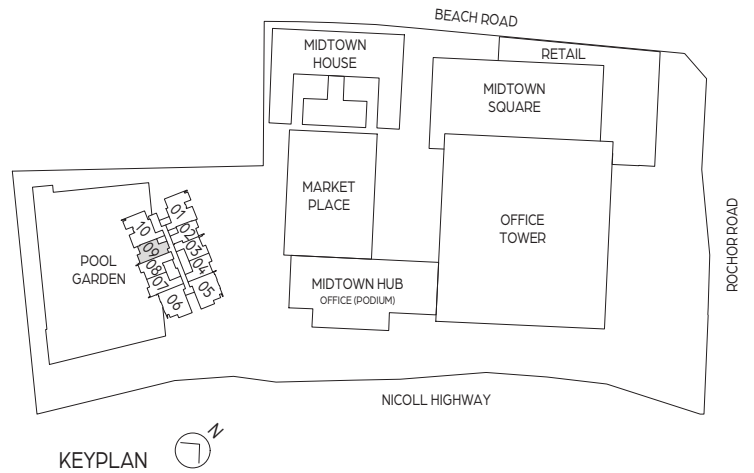 BEACH ROAD
MIDTOWN
HOUSE
RETAIL
MIDTOWN
SQUARE
MARKET
PLACE
OFFICE
TOWER
ROCHOR ROAD
POOL
GARDEN
01
02
03
04
05
10
09
08
07
06
MIDTOWN HUB
OFFICE (PODIUM)
NICOLL HIGHWAY
KEYPLAN
N